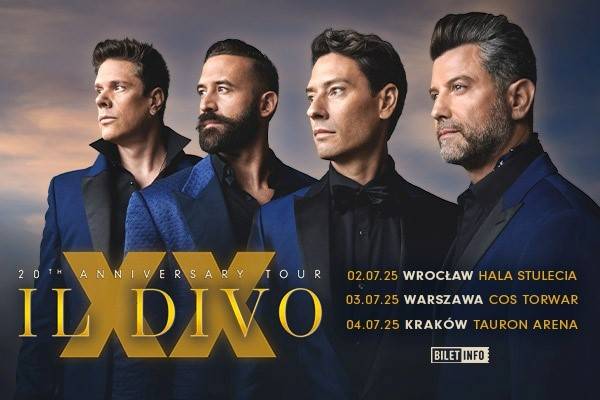 XX
20TH ANNIVERSARY TOUR
IL DIVO
02.07.25 WROCŁAW HALA STULECIA
03.07.25 WARSZAWA COS TORWAR
04.07.25 KRAKÓW TAURON ARENA
BILET INFO